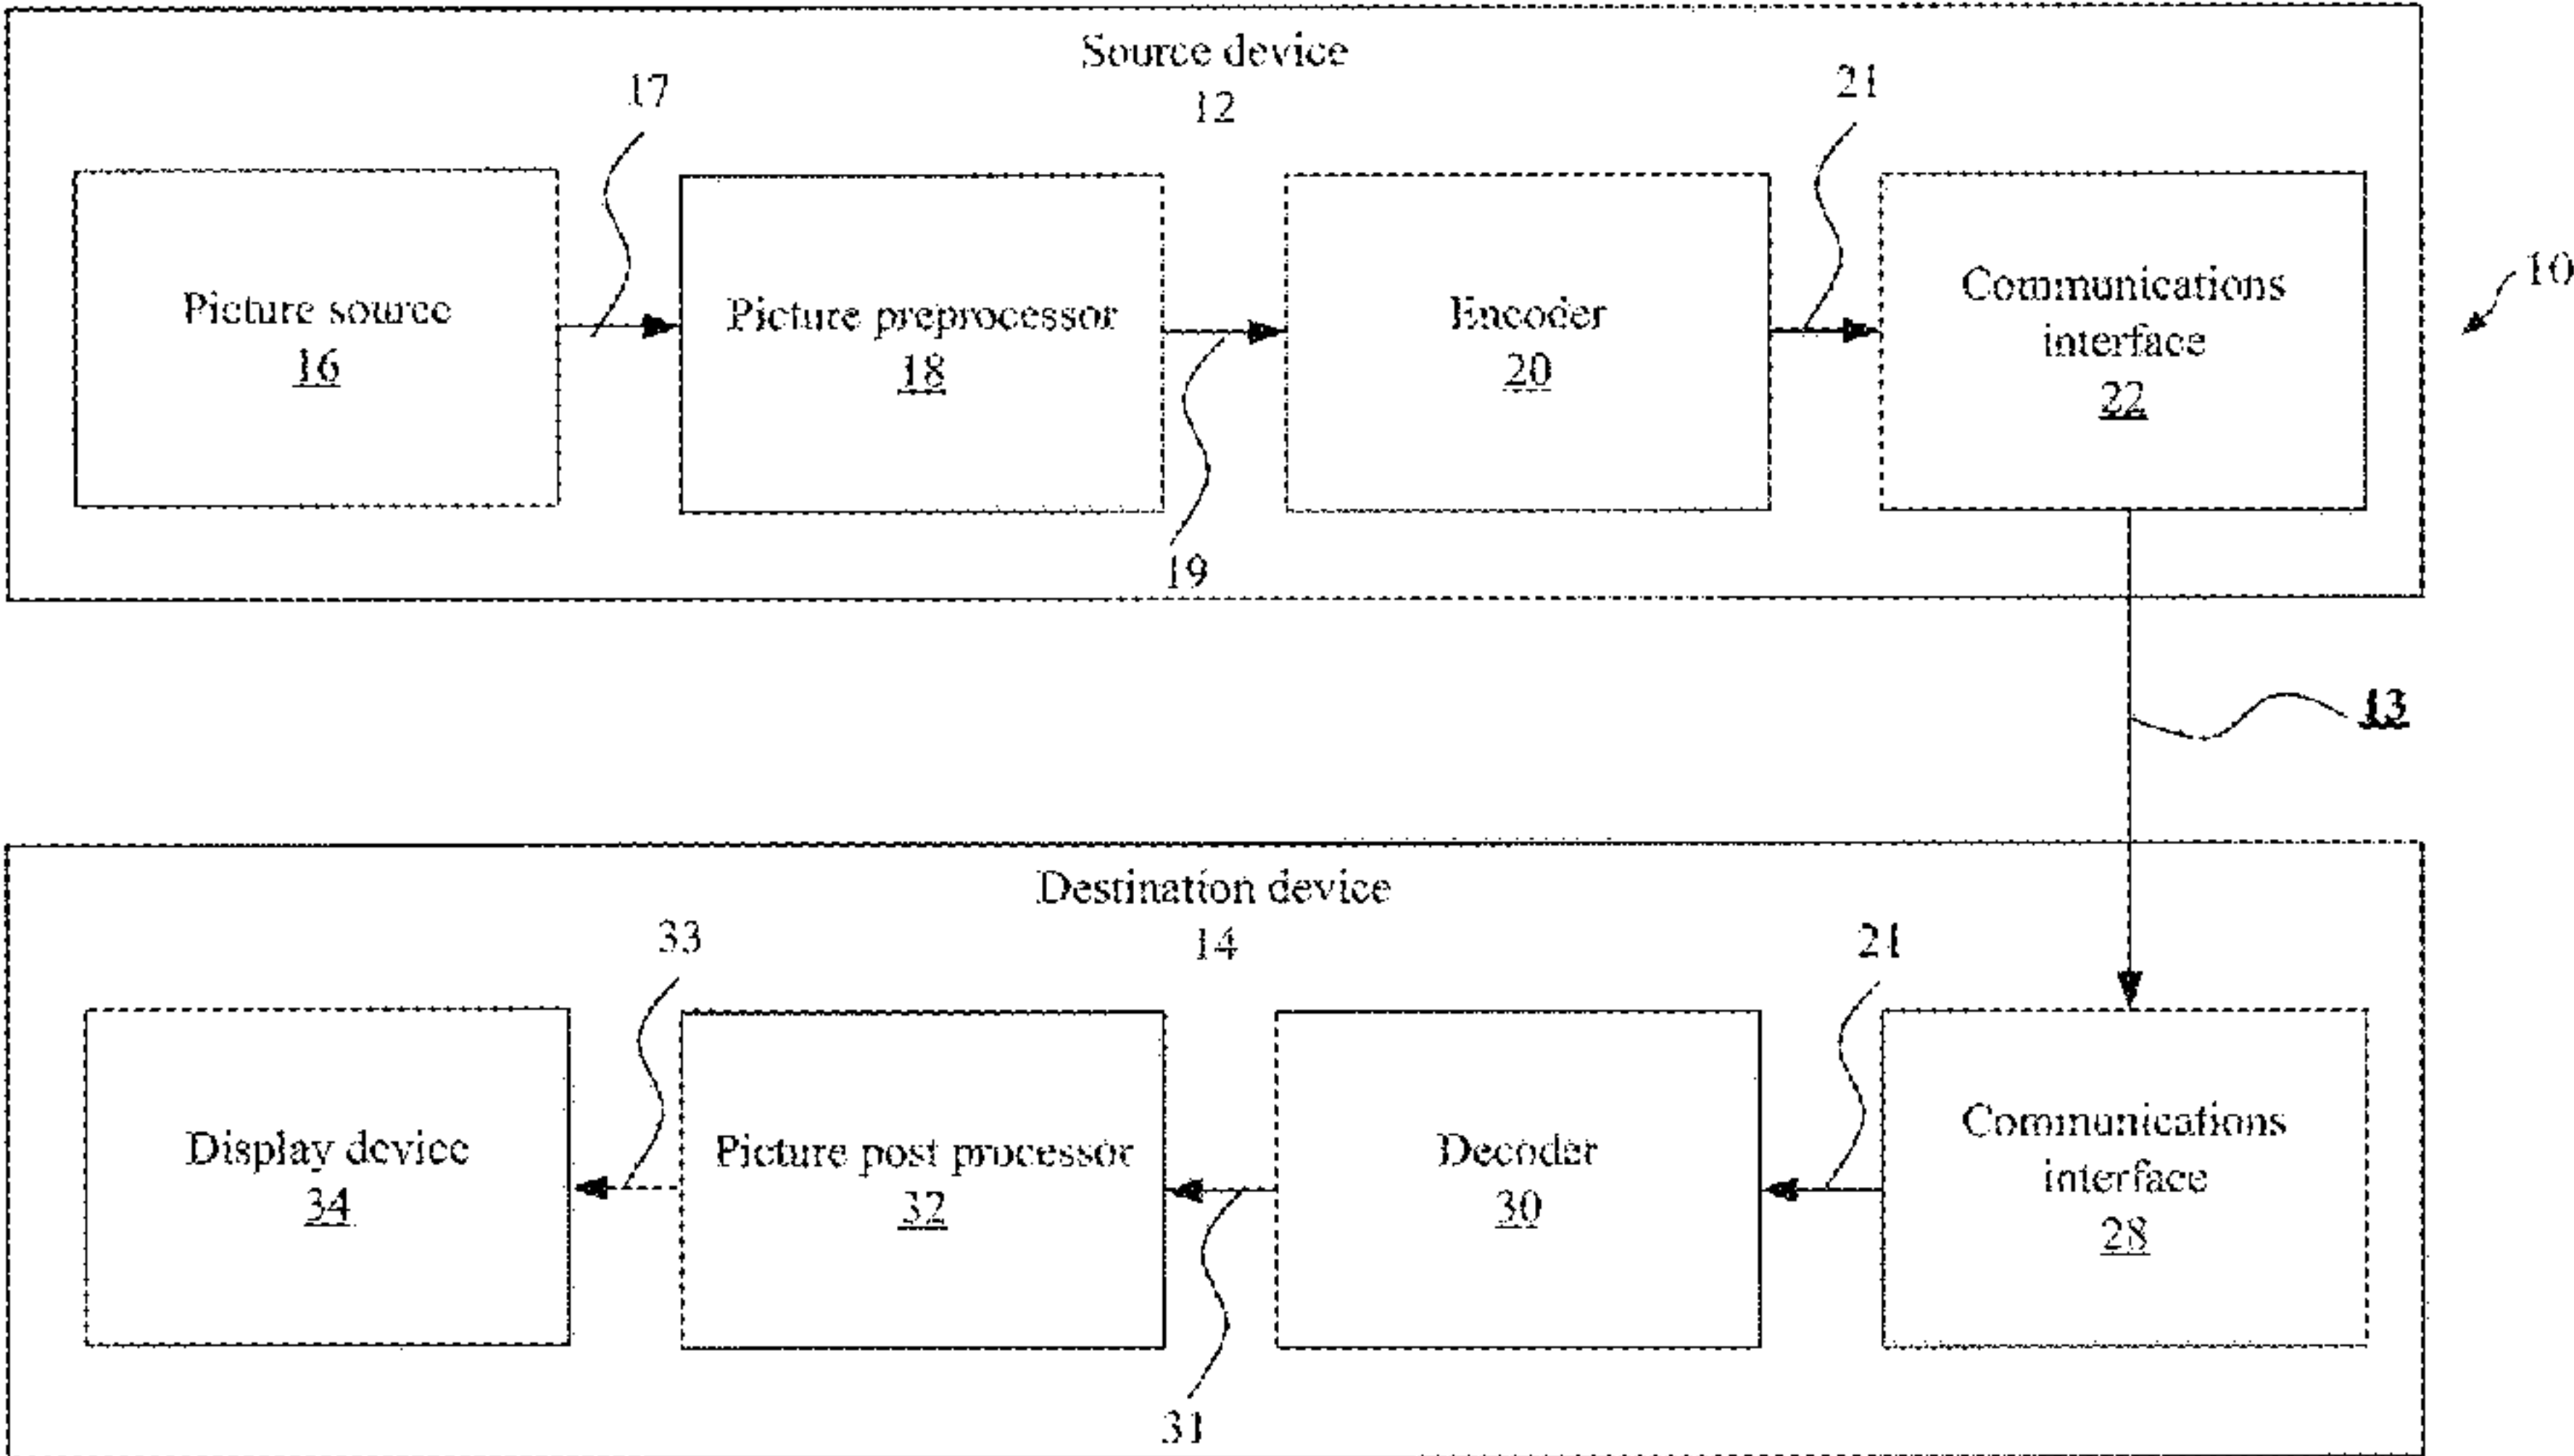 Source device
12
17
21
Picture source
16
Picture preprocessor
18
Encoder
20
Communications
interface
22
10
19
13
Destination device
14
33
21
Display device
34
Picture post processor
32
Decoder
30
Communications
interface
28
31